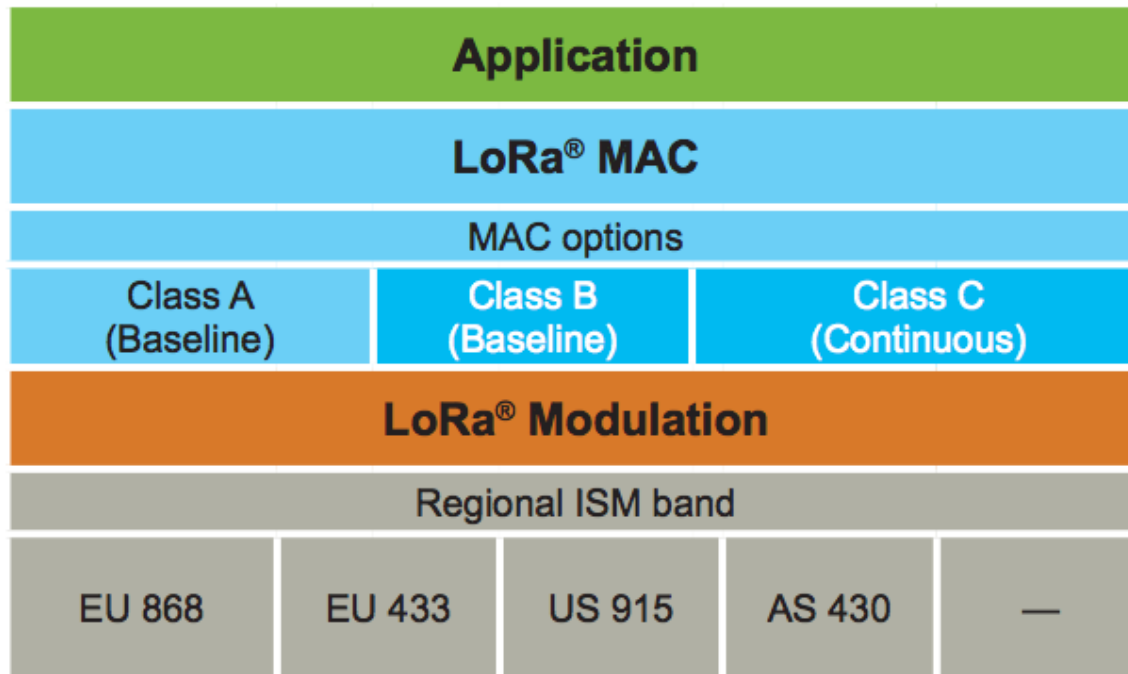 Application
LoRa® MAC
MAC options
Class A
(Baseline)
Class B
(Baseline)
Class C
(Continuous)
LoRa® Modulation
Regional ISM band
EU 868
EU 433
US 915
AS 430
—